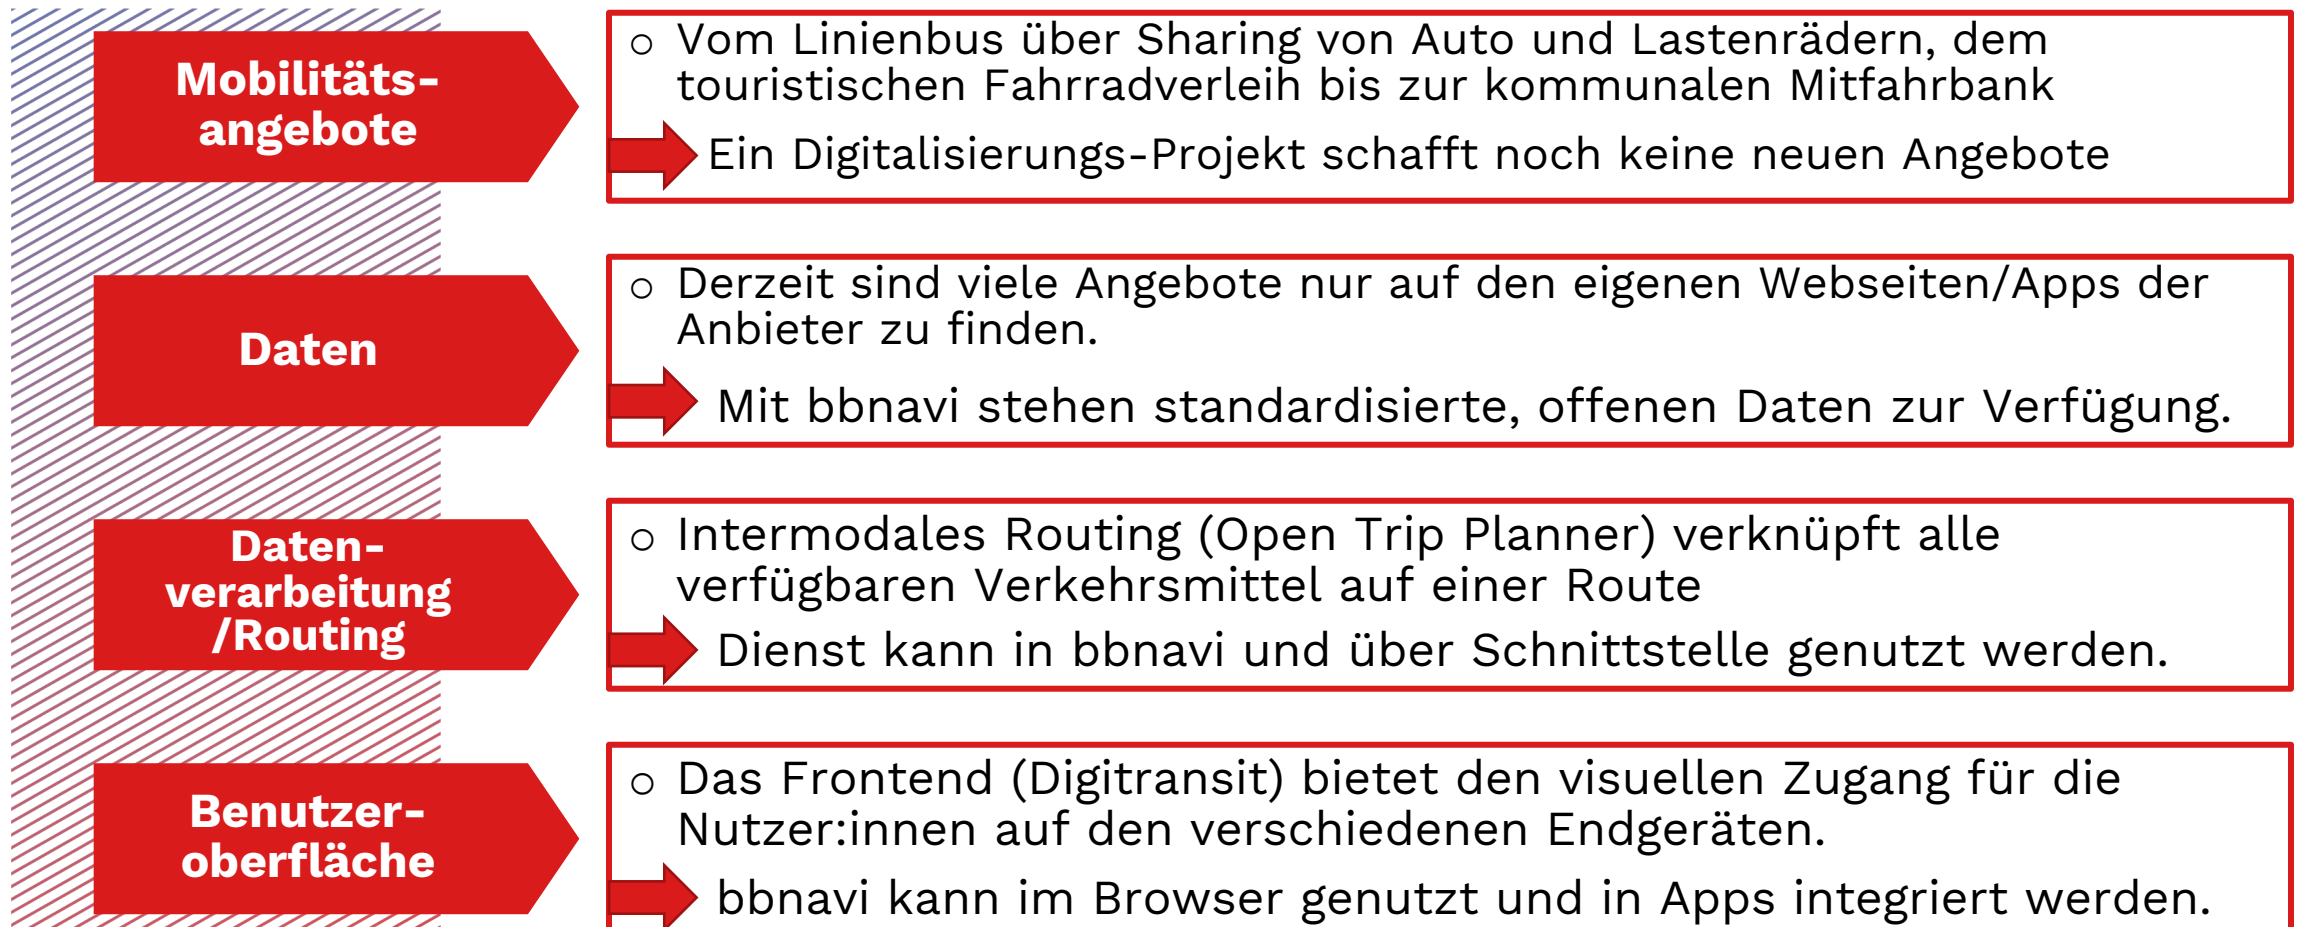 Mobilitäts-
angebote
○ Vom Linienbus über Sharing von Auto und Lastenrädern, dem
touristischen Fahrradverleih bis zur kommunalen Mitfahrbank
Ein Digitalisierungs-Projekt schafft noch keine neuen Angebote
Daten
○ Derzeit sind viele Angebote nur auf den eigenen Webseiten/Apps der
Anbieter zu finden.
Mit bbnavi stehen standardisierte, offenen Daten zur Verfügung.
Daten-
verarbeitung
/Routing
○ Intermodales Routing (Open Trip Planner) verknüpft alle
verfügbaren Verkehrsmittel auf einer Route
Dienst kann in bbnavi und über Schnittstelle genutzt werden.
Benutzer-
oberfläche
○ Das Frontend (Digitransit) bietet den visuellen Zugang für die
Nutzer:innen auf den verschiedenen Endgeräten.
bbnavi kann im Browser genutzt und in Apps integriert werden.